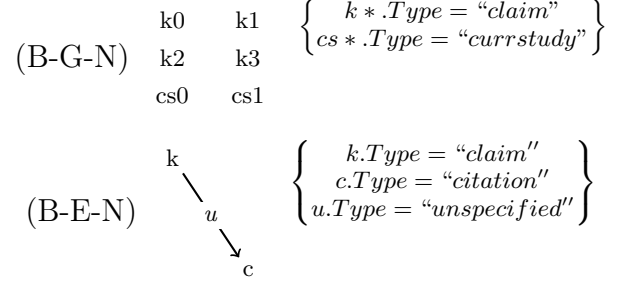 k0 k1 { k ∗ .Type = “claim”
(B-G-N) k2 k3 cs ∗ .Type = “currstudy” }
cs0 cs1
k { k.Type = “claim′′
c.Type = “citation′′
(B-E-N) u u.Type = “unspecified′′ }
c